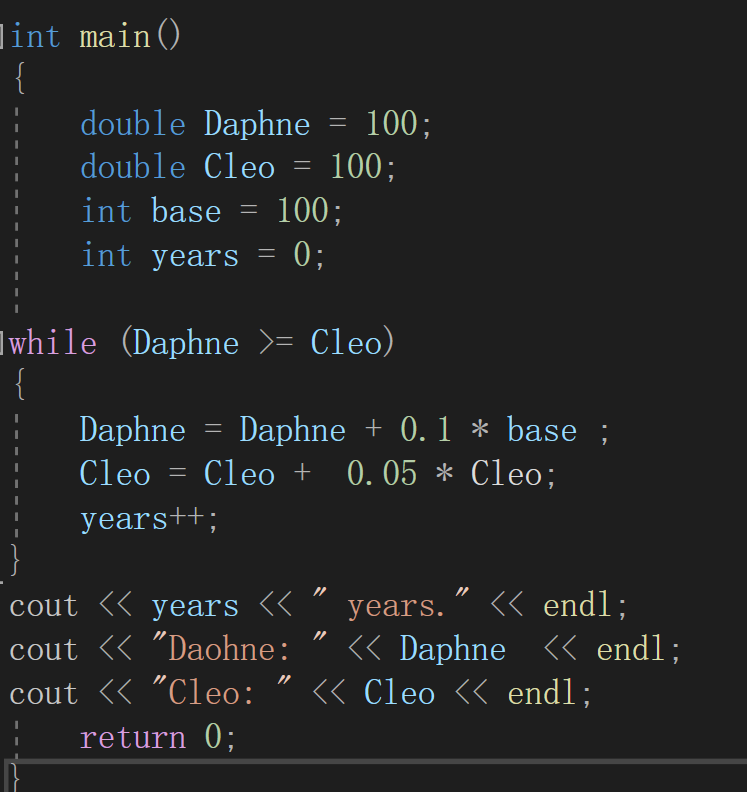 int main()
{
    double Daphne = 100;
    double Cleo = 100;
    int base = 100;
    int years = 0;
while (Daphne >= Cleo)
{
    Daphne = Daphne + 0.1 * base ;
    Cleo = Cleo +  0.05 * Cleo;
    years++;
}
cout << years << " years." << endl;
cout << "Daohne: " << Daphne  << endl;
cout << "Cleo: " << Cleo << endl;
    return 0;
}